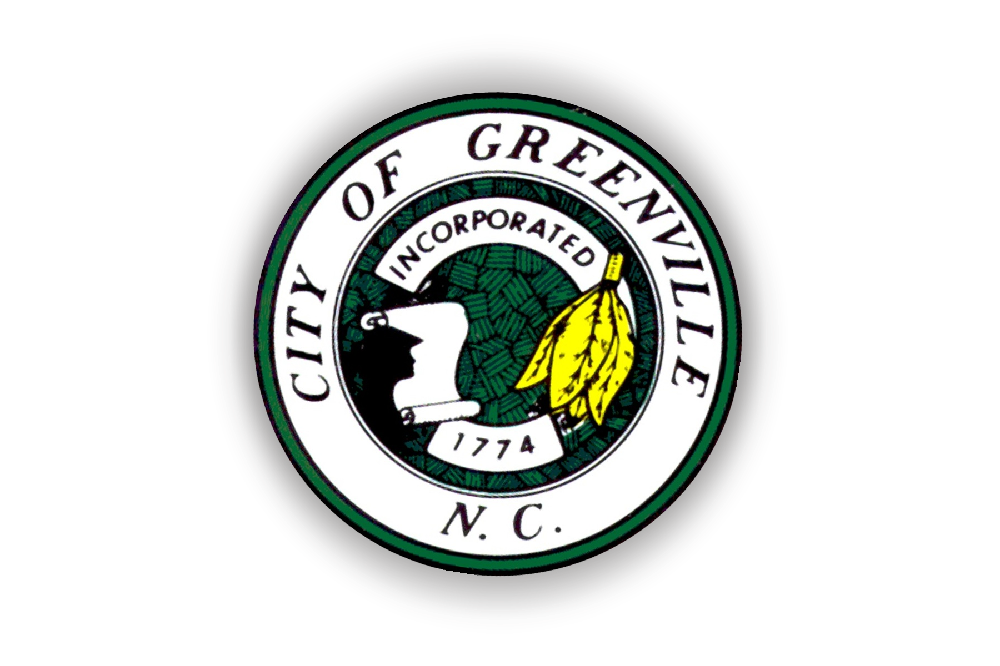 CITY OF GREENVILLE
INCORPORATED
1774
N. C.